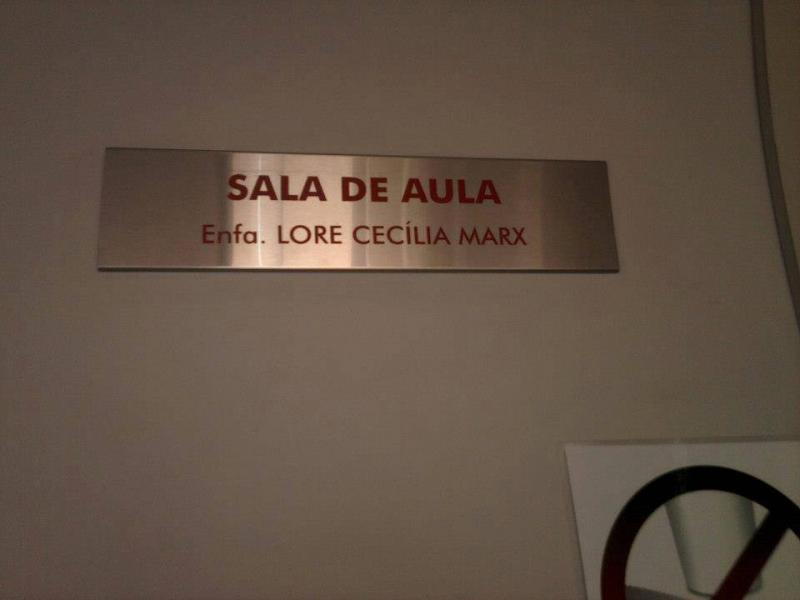 SALA DE AULA
Enfa. LORE CECÍLIA MARX